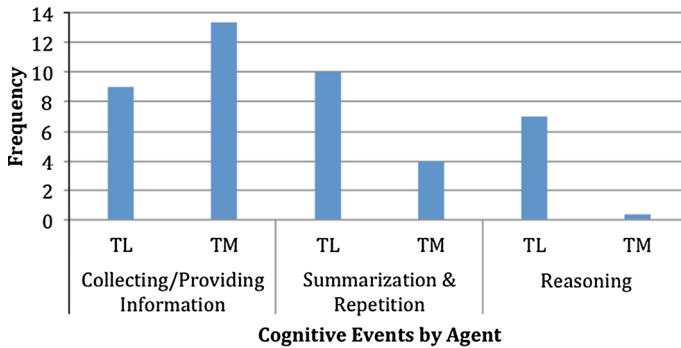 14
12
10
8
6
4
2
0
Frequency
TL TM TL TM TL TM
Collecting/Providing
Information
Summarization &
Repetition
Reasoning
Cognitive Events by Agent